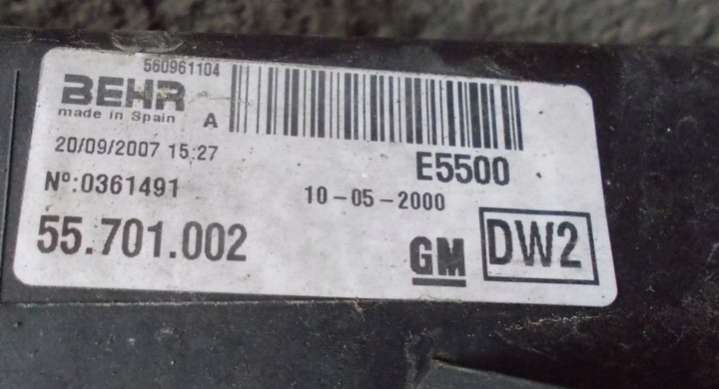 560961104
BEHR
made in Spain A
20/09/2007 15:27
E5500
Nº:0361491
10-05-2000
55.701.002
GM
DW2